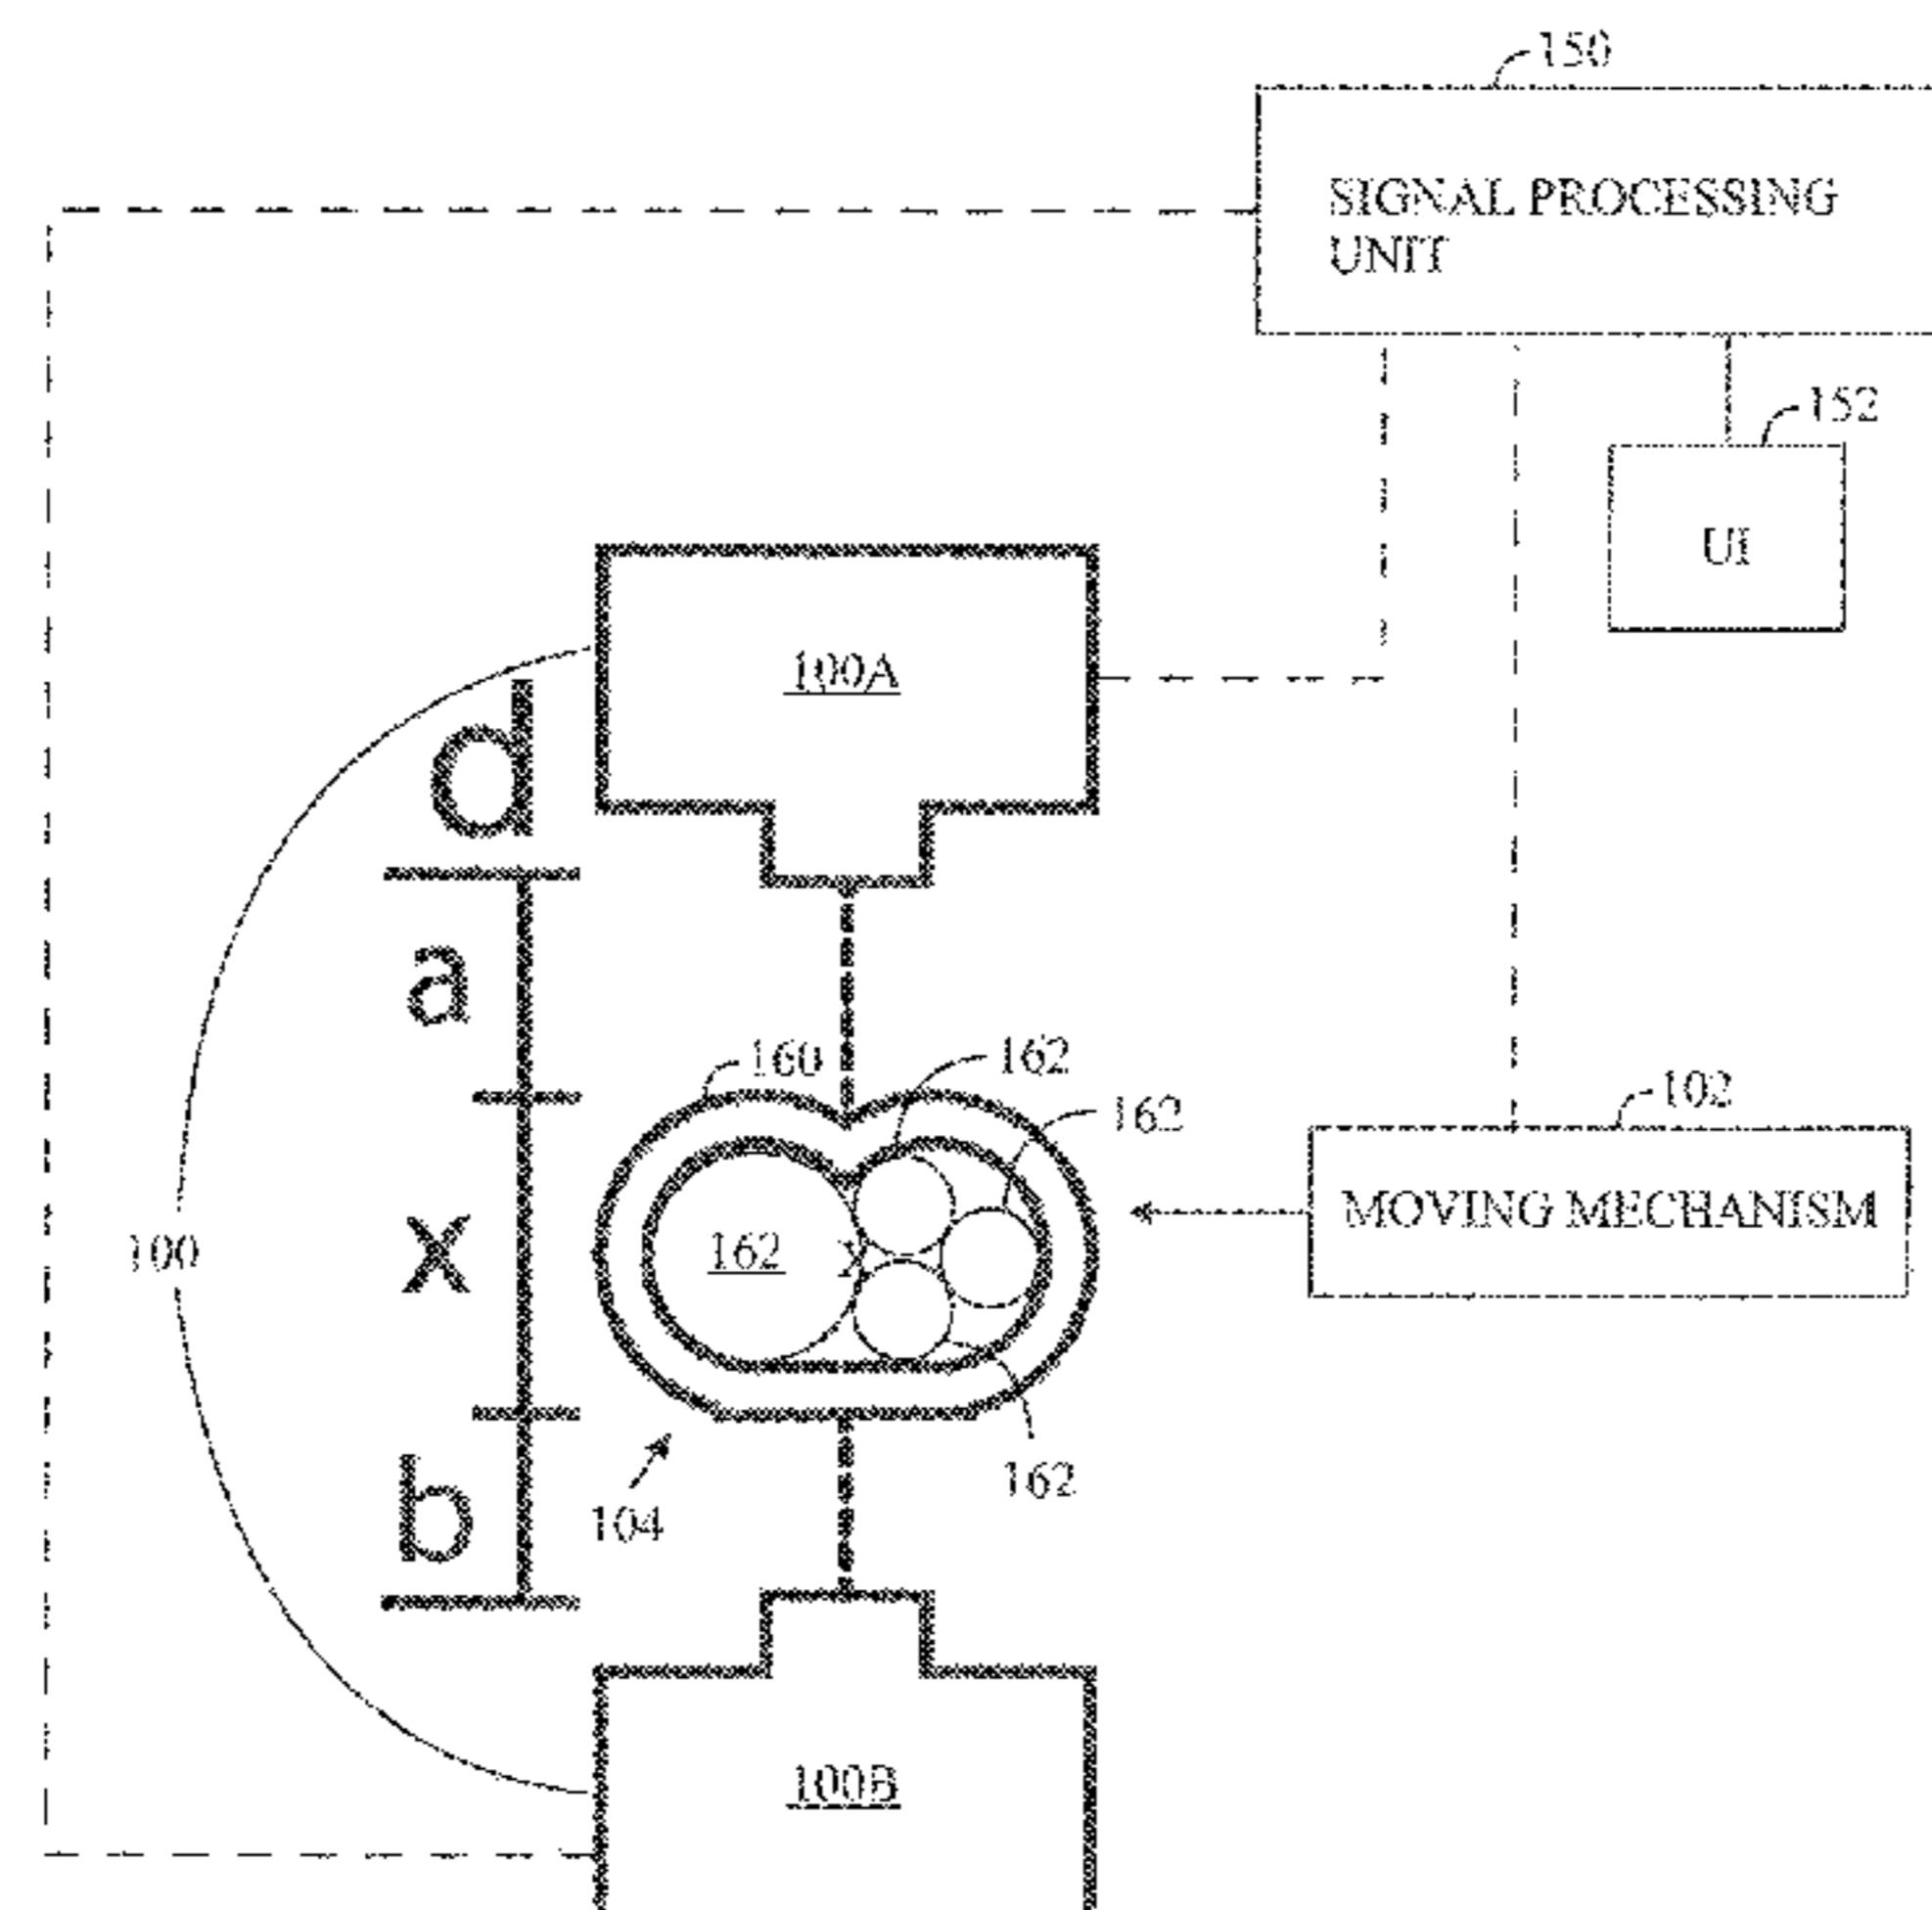 150
SIGNAL PROCESSING
UNIT
152
UI
100A
d
a
160
162
162
102
MOVING MECHANISM
100
x
162
X
b
104
162
100B